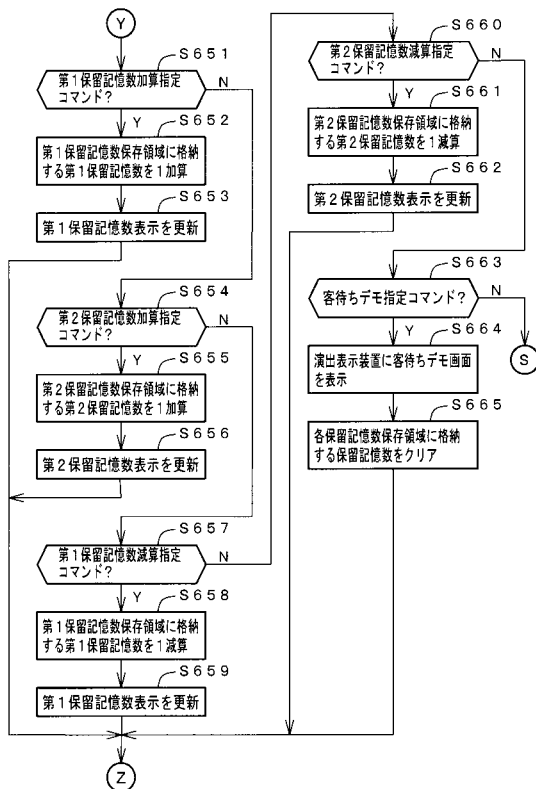 Y
S651
第1保留記憶数加算指定
コマンド?
N
Y
S652
第1保留記憶数保存領域に格納
する第1保留記憶数を1加算
S653
第1保留記憶数表示を更新
S654
第2保留記憶数加算指定
コマンド?
N
Y
S655
第2保留記憶数保存領域に格納
する第2保留記憶数を1加算
S656
第2保留記憶数表示を更新
S657
第1保留記憶数減算指定
コマンド?
N
Y
S658
第1保留記憶数保存領域に格納
する第1保留記憶数を1減算
S659
第1保留記憶数表示を更新
Z
S660
第2保留記憶数減算指定
コマンド?
N
Y
S661
第2保留記憶数保存領域に格納
する第2保留記憶数を1減算
S662
第2保留記憶数表示を更新
S663
客待ちデモ指定コマンド?
N
Y
S
S664
演出表示装置に客待ちデモ画面
を表示
S665
各保留記憶数保存領域に格納
する保留記憶数をクリア